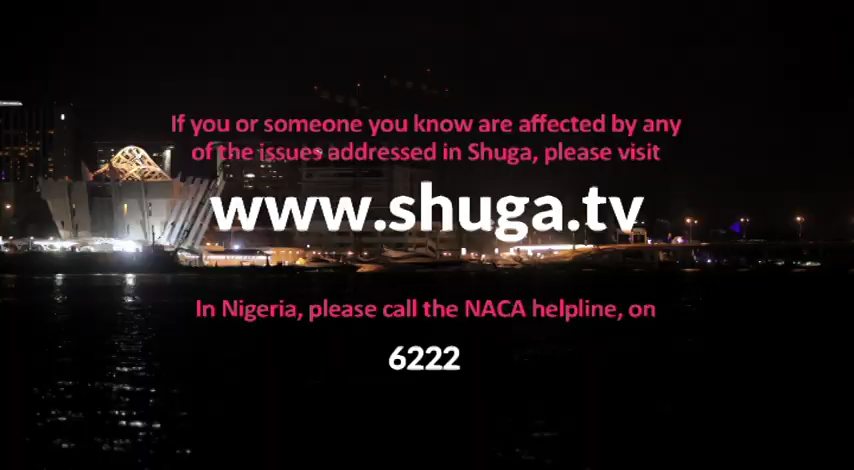 If you or someone you know are affected by any
of the issues addressed in Shuga, please visit
www.shuga.tv
In Nigeria, please call the NACA helpline, on
6222